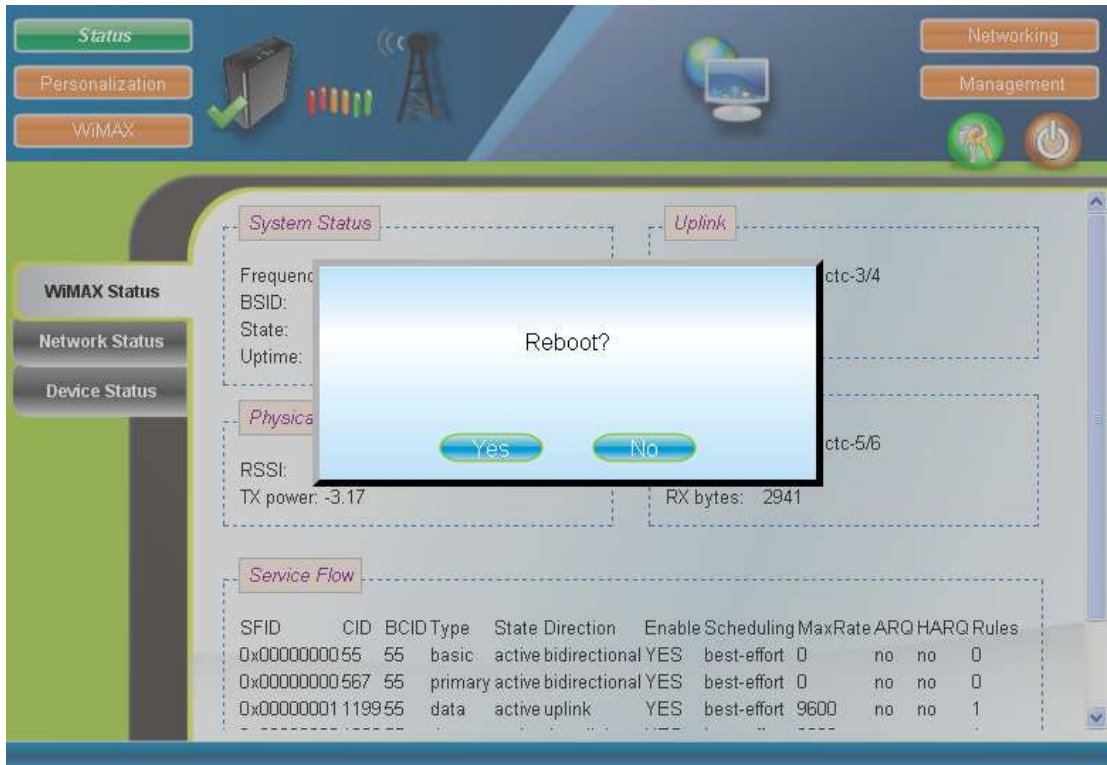 Status
Personalization
WiMAX
Networking
Management
WiMAX Status
Network Status
Device Status
System Status
BSID:
State:
Uptime:
Uplink
ctc-3/4
Reboot?
Yes No
RSSI:
TX power: -3.17
ctc-5/6
RX bytes: 2941
Service Flow
SFID CID BCID Type State Direction Enable Scheduling MaxRate ARQ HARQ Rules
0x00000000 55 55 basic active bidirectional YES best-effort 0 no no 0
0x00000000 567 55 primary active bidirectional YES best-effort 0 no no 0
0x00000001 1199 55 data active uplink YES best-effort 9600 no no 1